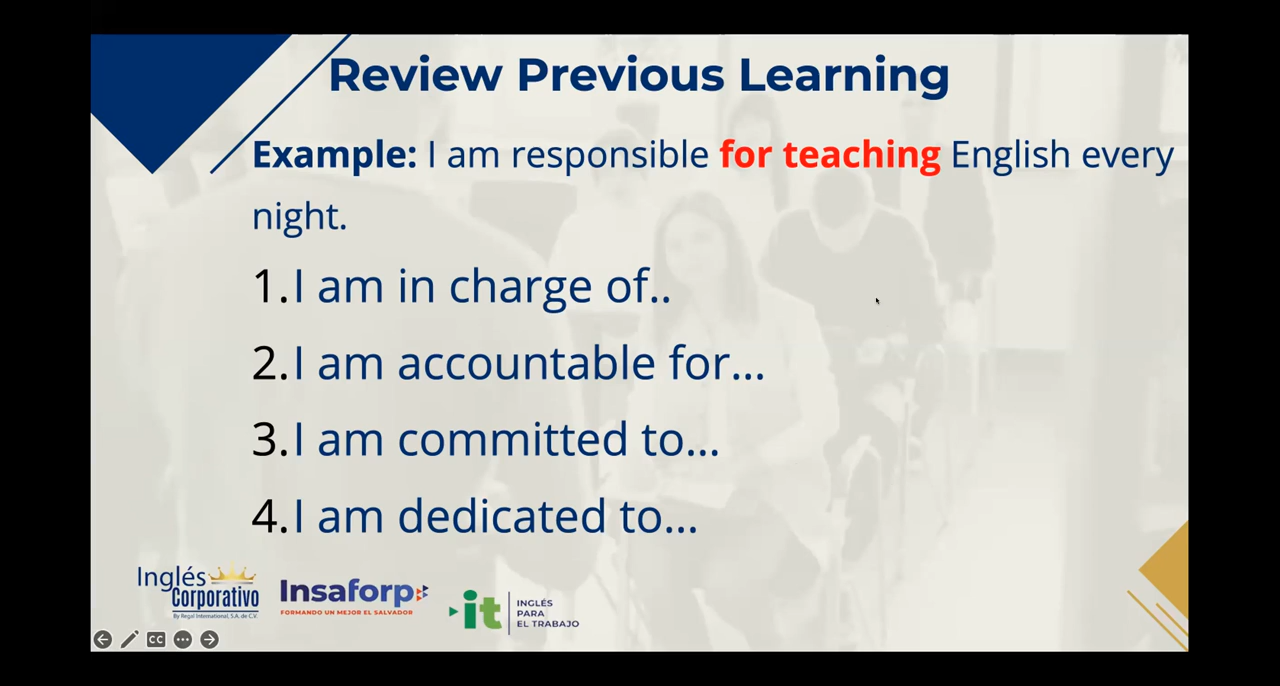 Review Previous Learning
Example: I am responsible for teaching English every
night.
1.I am in charge of..
2.I am accountable for...
3.I am committed to...
4.I am dedicated to...
Inglés
Corporativo
By Regal International, S.A. de C.V.
Insaforp
FORMANDO UN MEJOR EL SALVADOR
it
INGLÉS
PARA
EL TRABAJO
CC